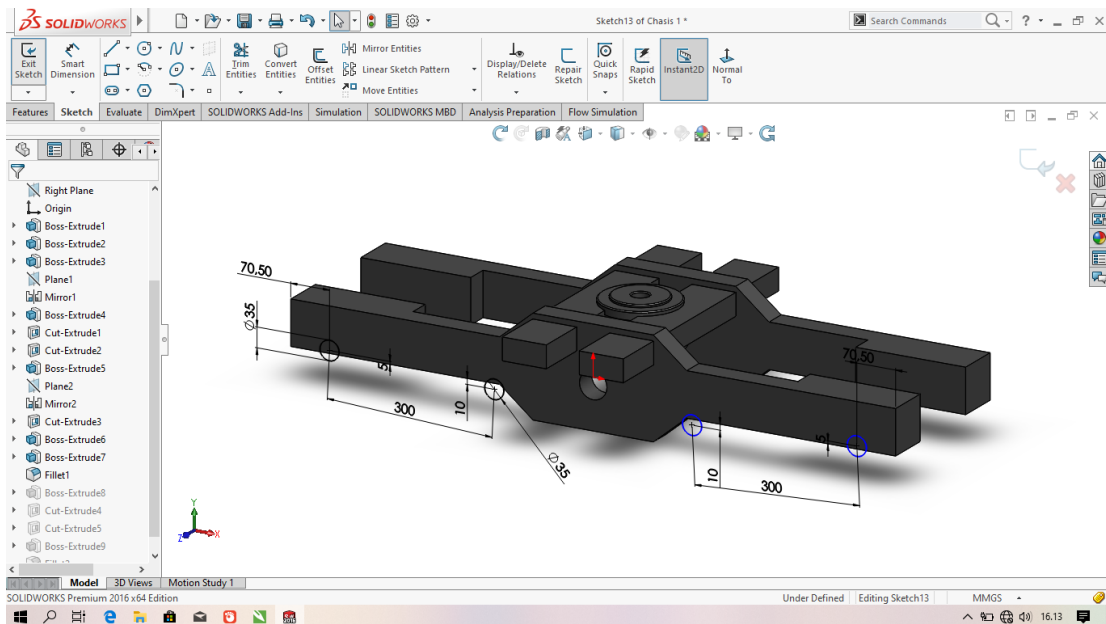 SOLIDWORKS
Sketch13 of Chasis 1 *
Search Commands
Exit Sketch
Smart Dimension
Trim Entities
Convert Entities
Offset Entities
Mirror Entities
Linear Sketch Pattern
Move Entities
Display/Delete Relations
Repair Sketch
Quick Snaps
Rapid Sketch
Instant2D
Normal To
Features Sketch Evaluate DimXpert SOLIDWORKS Add-Ins Simulation SOLIDWORKS MBD Analysis Preparation Flow Simulation
Right Plane
Origin
Boss-Extrude1
Boss-Extrude2
Boss-Extrude3
Plane1
Mirror1
Boss-Extrude4
Cut-Extrude1
Cut-Extrude2
Boss-Extrude5
Plane2
Mirror2
Cut-Extrude3
Boss-Extrude6
Boss-Extrude7
Fillet1
Boss-Extrude8
Cut-Extrude4
Cut-Extrude5
Boss-Extrude9
70,50
Ø35
5
300
10
Ø35
70,50
5
10
300
Y
Z
X
Model 3D Views Motion Study 1
SOLIDWORKS Premium 2016 x64 Edition
Under Defined Editing Sketch13 MMGS
16.13